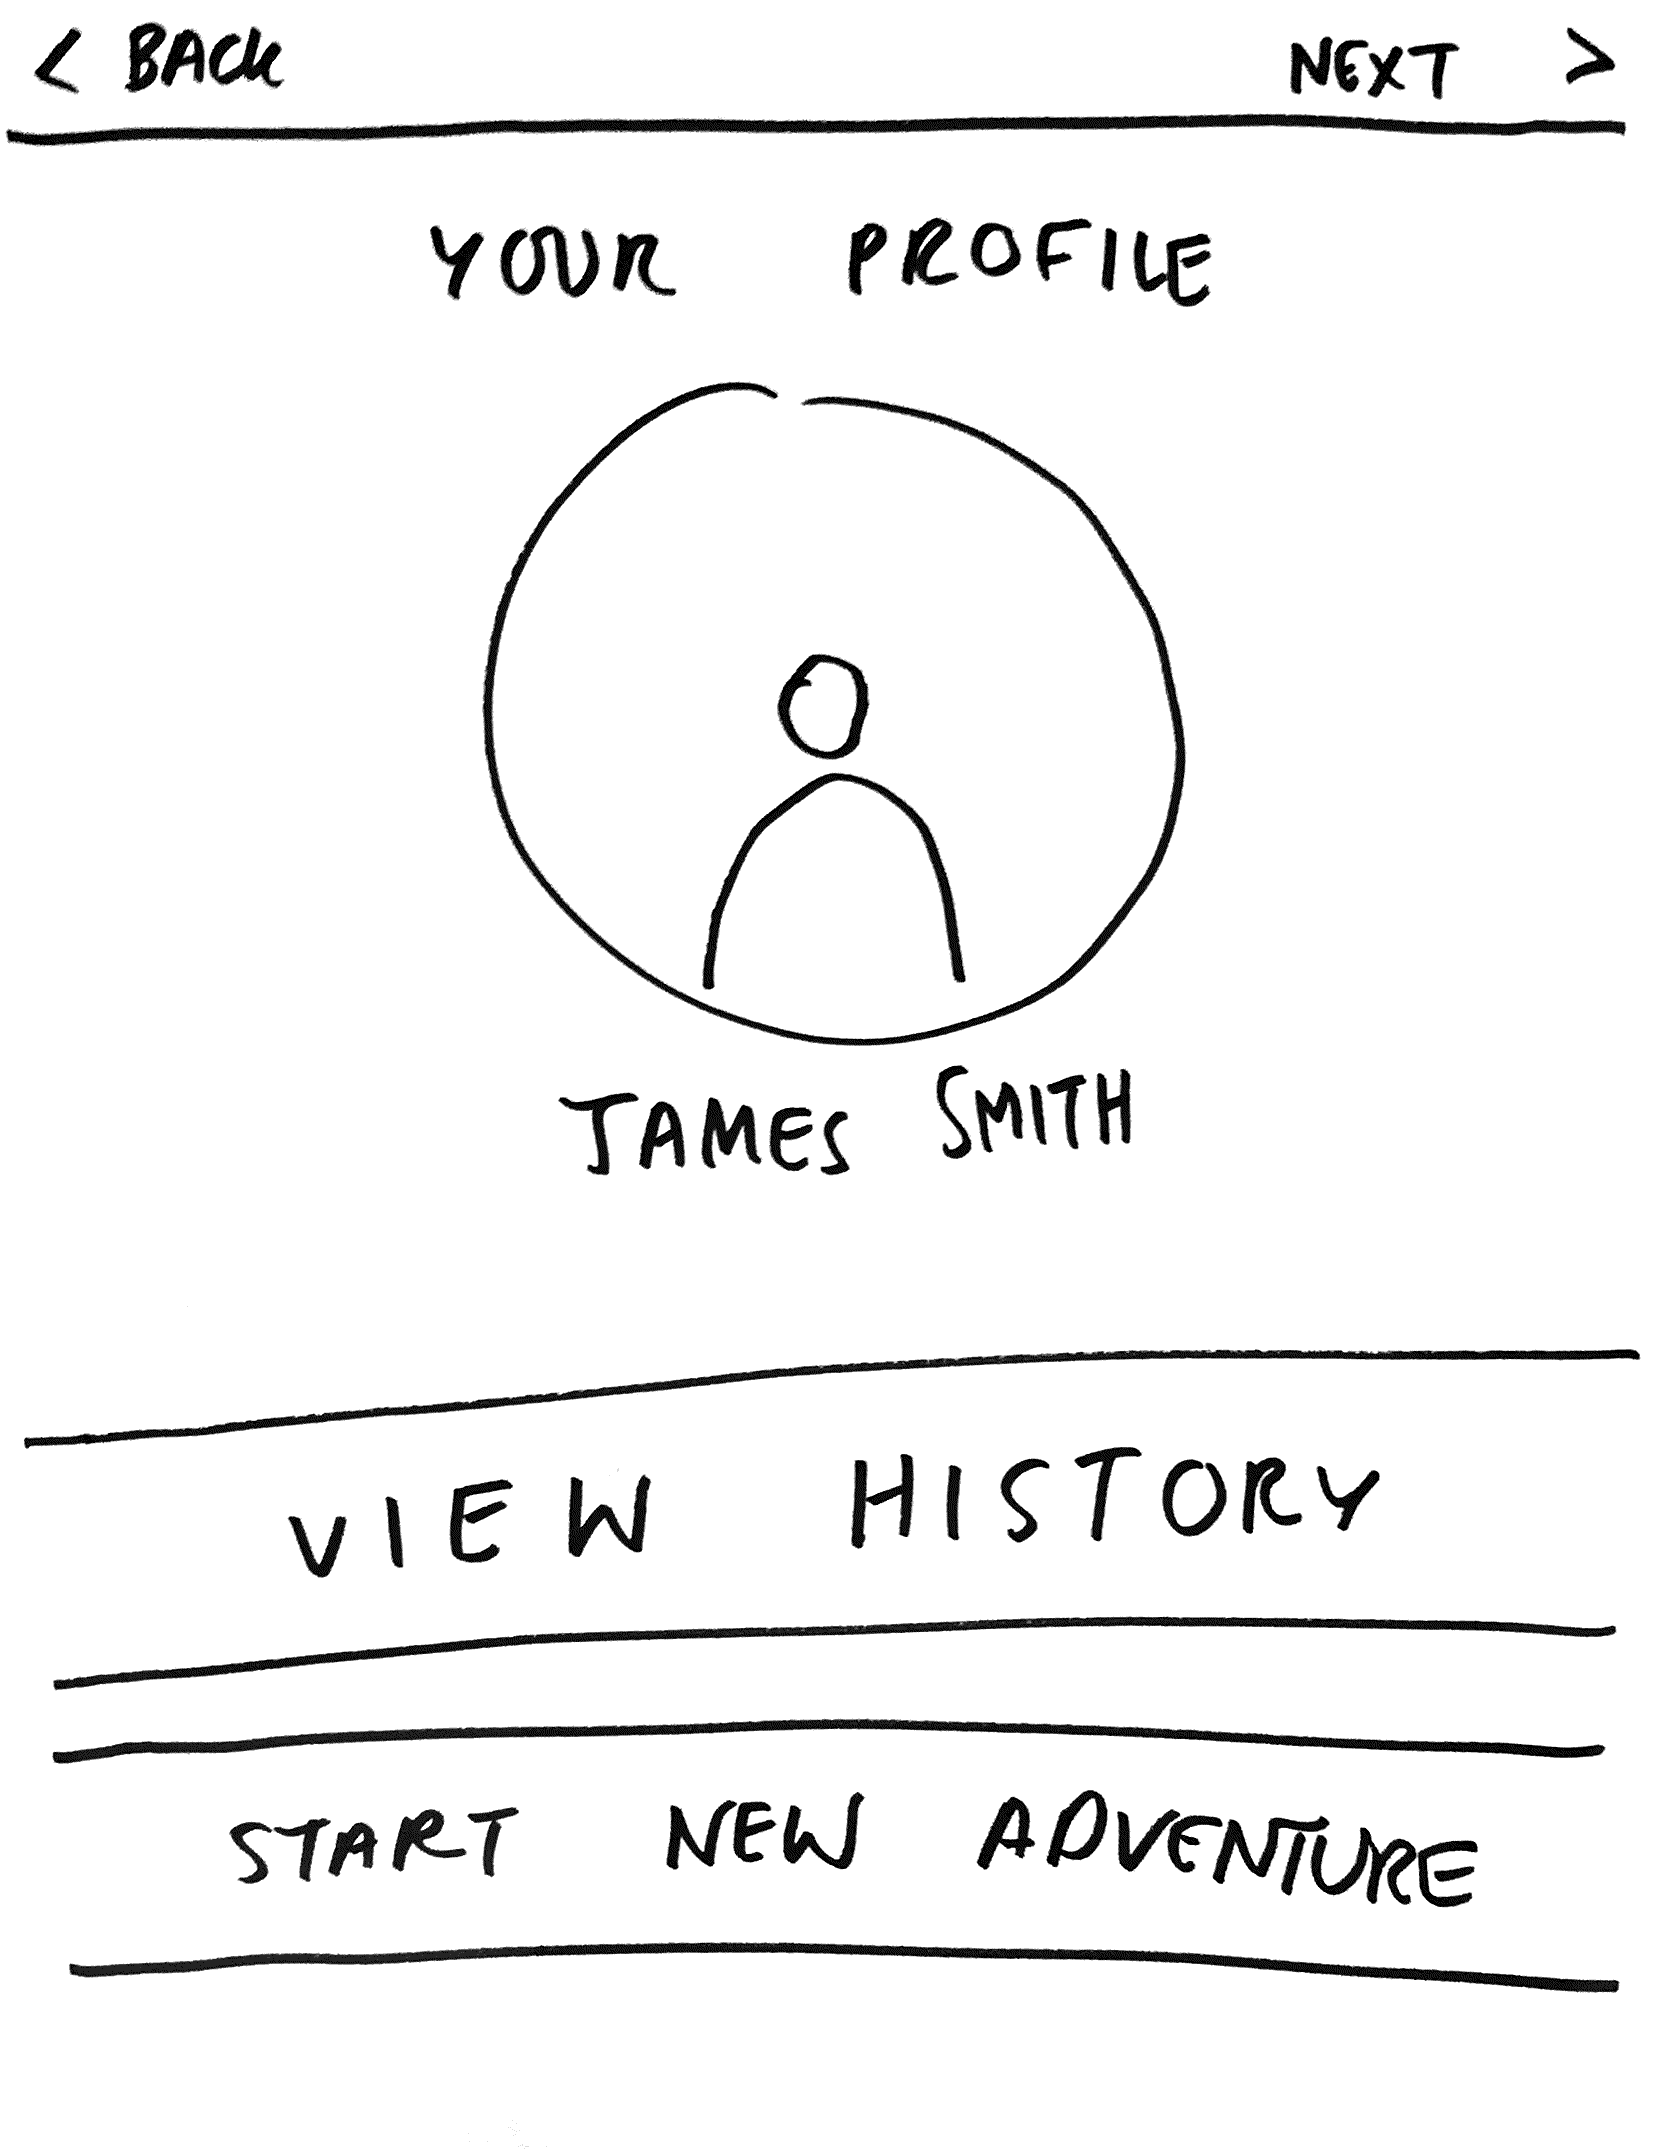 < BACK NEXT >
YOUR PROFILE
JAMES SMITH
VIEW HISTORY
START NEW ADVENTURE